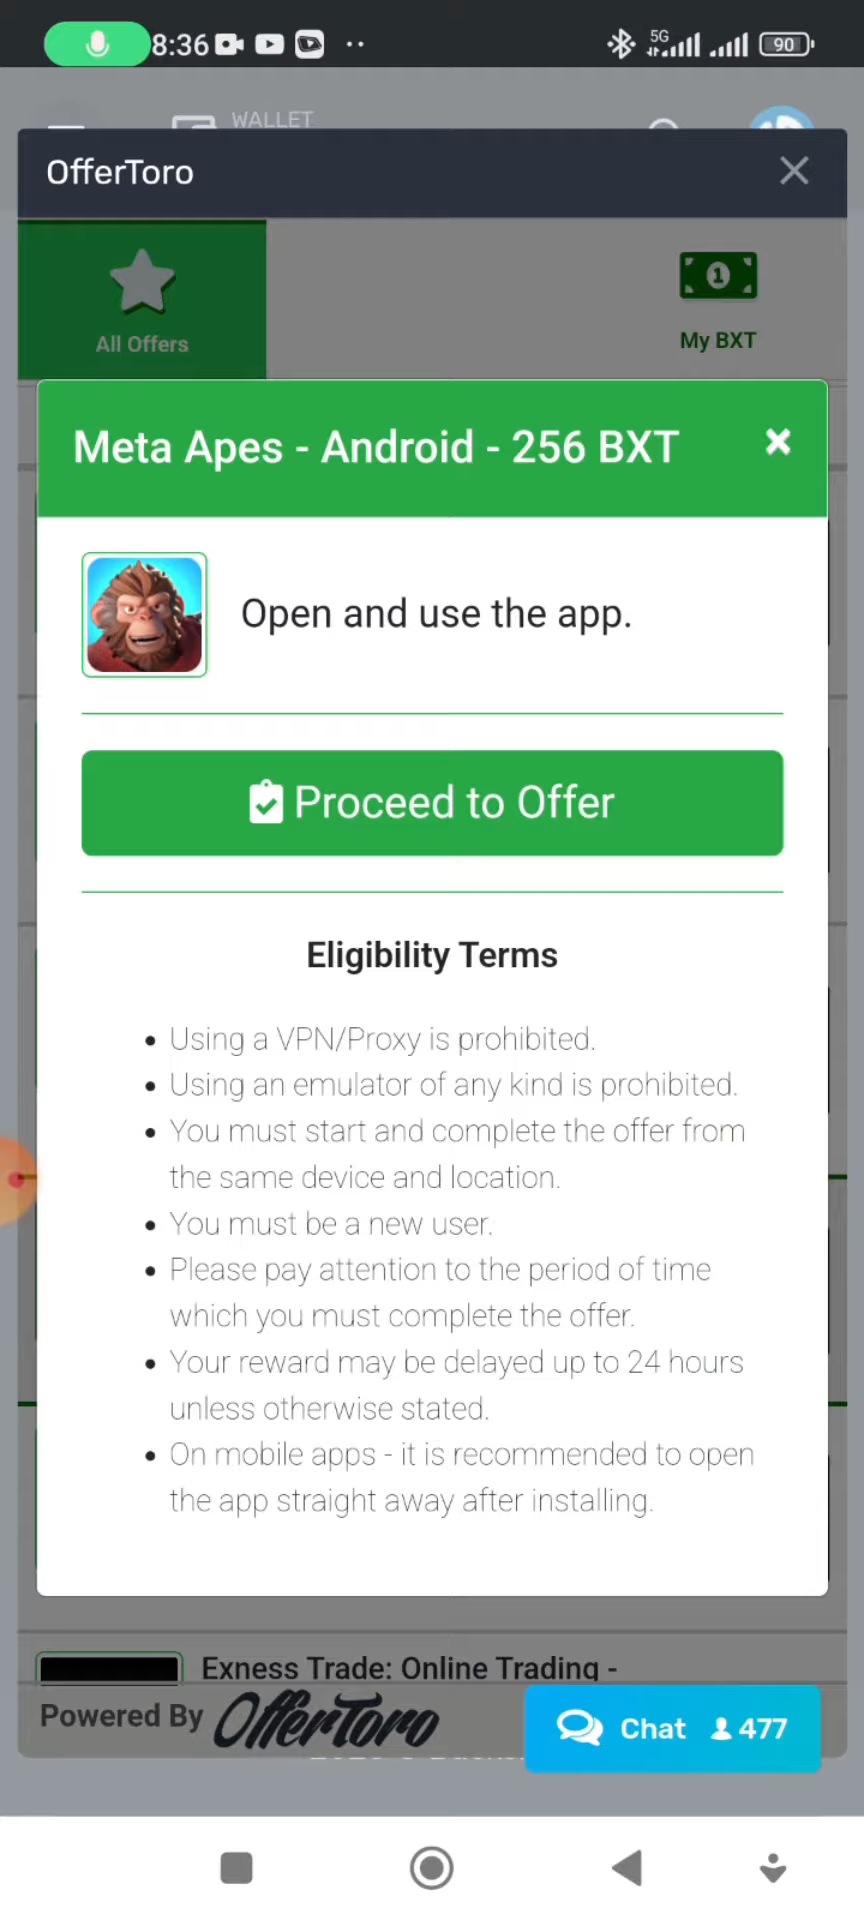 8:36
5G
90
WALLET
OfferToro
All Offers
1
My BXT
Meta Apes - Android - 256 BXT
Open and use the app.
Proceed to Offer
Eligibility Terms
Using a VPN/Proxy is prohibited.
Using an emulator of any kind is prohibited.
You must start and complete the offer from
the same device and location.
You must be a new user.
Please pay attention to the period of time
which you must complete the offer.
Your reward may be delayed up to 24 hours
unless otherwise stated.
On mobile apps - it is recommended to open
the app straight away after installing.
Exness Trade: Online Trading -
Powered By OfferToro
Chat 477